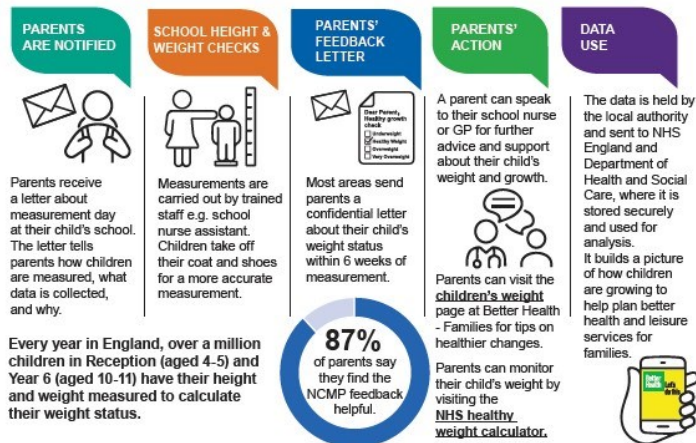 PARENTS
ARE NOTIFIED
Parents receive
a letter about
measurement day
at their child's school.
The letter tells
parents how children
are measured, what
data is collected,
and why.
SCHOOL HEIGHT &
WEIGHT CHECKS
Measurements are
carried out by trained
staff e.g. school
nurse assistant.
Children take off
their coat and shoes
for a more accurate
measurement.
PARENTS'
FEEDBACK
LETTER
Dear Parent,
Healthy growth
check
Underweight
Healthy Weight
Overweight
Very Overweight
Most areas send
parents a
confidential letter
about their child's
weight status
within 6 weeks of
measurement.
PARENTS'
ACTION
A parent can speak
to their school nurse
or GP for further
advice and support
about their child's
weight and growth.
Parents can visit the
children's weight
page at Better Health
- Families for tips on
healthier changes.
Parents can monitor
their child's weight by
visiting the
NHS healthy
weight calculator.
DATA
USE
The data is held by
the local authority
and sent to NHS
England and
Department of
Health and Social
Care, where it is
stored securely
and used for
analysis.
It builds a picture
of how children
are growing to
help plan better
health and leisure
services for
families.
Better
Health
Let's
do this
Every year in England, over a million
children in Reception (aged 4-5) and
Year 6 (aged 10-11) have their height
and weight measured to calculate
their weight status.
87%
of parents say
they find the
NCMP feedback
helpful.